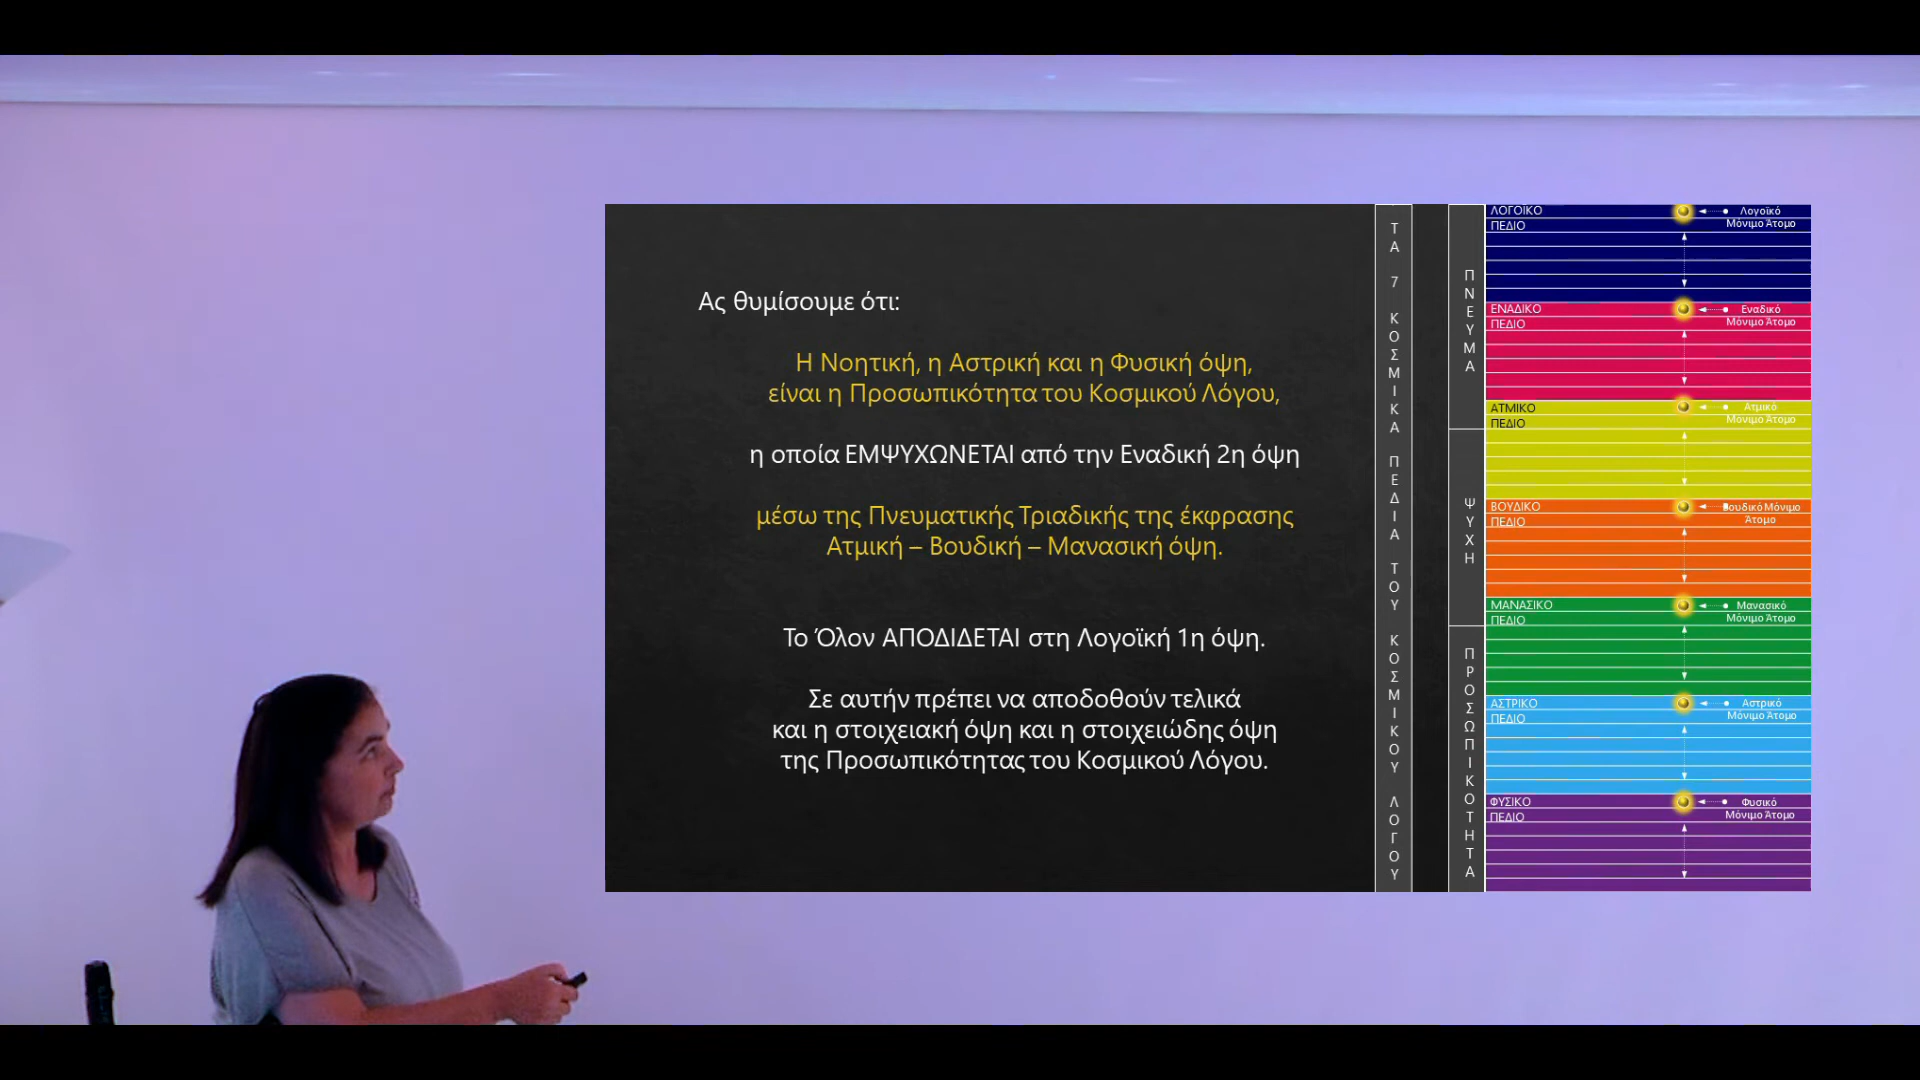 Ας θυμίσουμε ότι:
Η Νοητική, η Αστρική και η Φυσική όψη,
είναι η Προσωπικότητα του Κοσμικού Λόγου,
η οποία ΕΜΨΥΧΩΝΕΤΑΙ από την Εναδική 2η όψη
μέσω της Πνευματικής Τριαδικής της έκφρασης
Ατμική – Βουδική – Μανασική όψη.
Το Όλον ΑΠΟΔΙΔΕΤΑΙ στη Λογοϊκή 1η όψη.
Σε αυτήν πρέπει να αποδοθούν τελικά
και η στοιχειακή όψη και η στοιχειώδης όψη
της Προσωπικότητας του Κοσμικού Λόγου.
ΤΑ 7 ΚΟΣΜΙΚΑ ΠΕΔΙΑ ΤΟΥ ΚΟΣΜΙΚΟΥ ΛΟΓΟΥ
ΠΝΕΥΜΑ
ΨΥΧΗ
ΠΡΟΣΩΠΙΚΟΤΗΤΑ
ΛΟΓΟΙΚΟ
ΠΕΔΙΟ
Λογοϊκό
Μόνιμο Άτομο
ΕΝΑΔΙΚΟ
ΠΕΔΙΟ
Εναδικό
Μόνιμο Άτομο
ΑΤΜΙΚΟ
ΠΕΔΙΟ
Ατμικό
Μόνιμο Άτομο
ΒΟΥΔΙΚΟ
ΠΕΔΙΟ
Βουδικό Μόνιμο
Άτομο
ΜΑΝΑΣΙΚΟ
ΠΕΔΙΟ
Μανασικό
Μόνιμο Άτομο
ΑΣΤΡΙΚΟ
ΠΕΔΙΟ
Αστρικό
Μόνιμο Άτομο
ΦΥΣΙΚΟ
ΠΕΔΙΟ
Φυσικό
Μόνιμο Άτομο